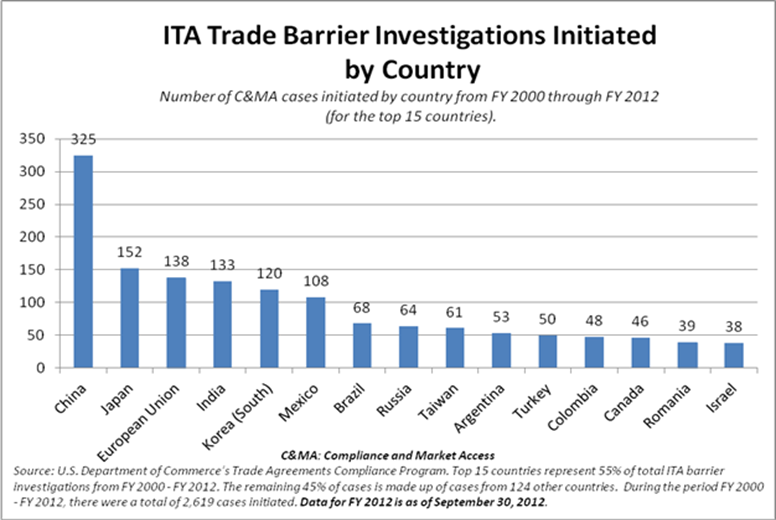 ITA Trade Barrier Investigations Initiated
by Country
Number of C&MA cases initiated by country from FY 2000 through FY 2012
(for the top 15 countries).
350
300
250
200
150
100
50
0
325
152
138
133
120
108
68
64
61
53
50
48
46
39
38
China
Japan
European Union
India
Korea (South)
Mexico
Brazil
Russia
Taiwan
Argentina
Turkey
Colombia
Canada
Romania
Israel
C&MA: Compliance and Market Access
Source: U.S. Department of Commerce's Trade Agreements Compliance Program. Top 15 countries represent 55% of total ITA barrier
investigations from FY 2000 - FY 2012. The remaining 45% of cases is made up of cases from 124 other countries. During the period FY 2000
- FY 2012, there were a total of 2,619 cases initiated. Data for FY 2012 is as of September 30, 2012.